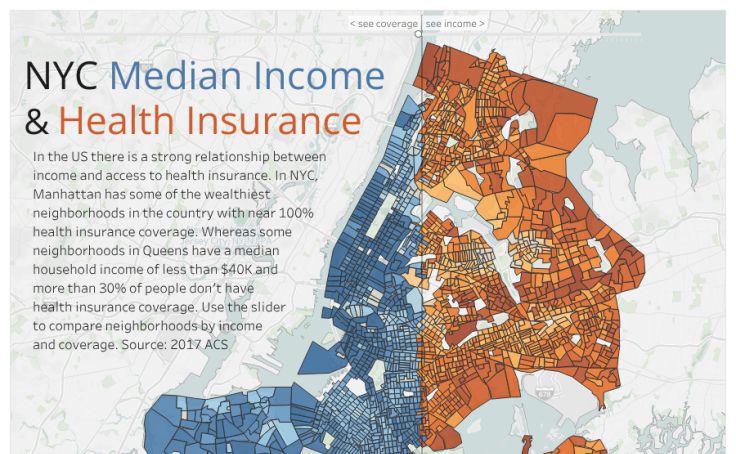 < see coverage see income >
NYC Median Income
& Health Insurance
In the US there is a strong relationship between
income and access to health insurance. In NYC,
Manhattan has some of the wealthiest
neighborhoods in the country with near 100%
health insurance coverage. Whereas some
neighborhoods in Queens have a median
household income of less than $40K and
more than 30% of people don't have
health insurance coverage. Use the slider
to compare neighborhoods by income
and coverage. Source: 2017 ACS
678